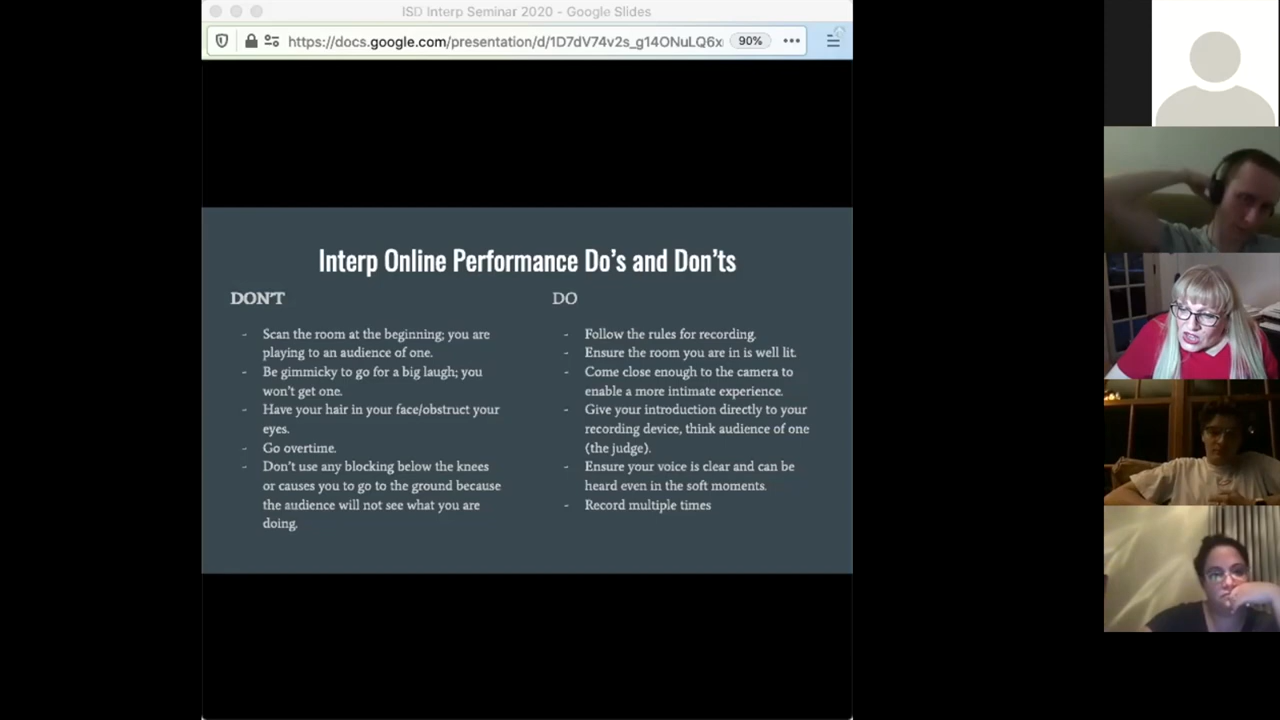 ISD Interp Seminar 2020 - Google Slides
https://docs.google.com/presentation/d/1D7dV74v2s_g14ONuLQ6x
90%
Interp Online Performance Do's and Don'ts
DON'T
- Scan the room at the beginning; you are
playing to an audience of one.
- Be gimmicky to go for a big laugh; you
won't get one.
- Have your hair in your face/obstruct your
eyes.
- Go overtime.
- Don't use any blocking below the knees
or causes you to go to the ground because
the audience will not see what you are
doing.
DO
- Follow the rules for recording.
- Ensure the room you are in is well lit.
- Come close enough to the camera to
enable a more intimate experience.
- Give your introduction directly to your
recording device, think audience of one
(the judge).
- Ensure your voice is clear and can be
heard even in the soft moments.
- Record multiple times